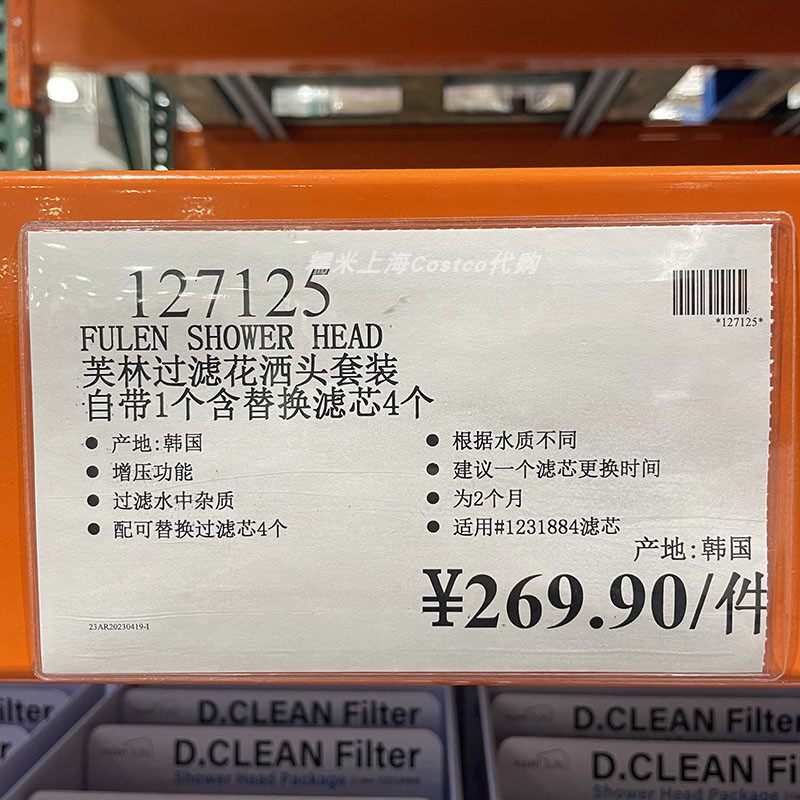 糯米上海Costco代购
127125
*127125*
FULEN SHOWER HEAD
芙林过滤花洒头套装
自带1个含替换滤芯4个
● 产地:韩国
● 增压功能
● 过滤水中杂质
● 配可替换过滤芯4个
● 根据水质不同
● 建议一个滤芯更换时间
● 为2个月
● 适用#1231884滤芯
产地:韩国
¥269.90/件
23AR20230419-1
ilter
D.CLEAN Filter
D.CLEAN Filter
D.CLEAN Filter
Shower Head Package
D.CLEAN Fi
Shower Head Package